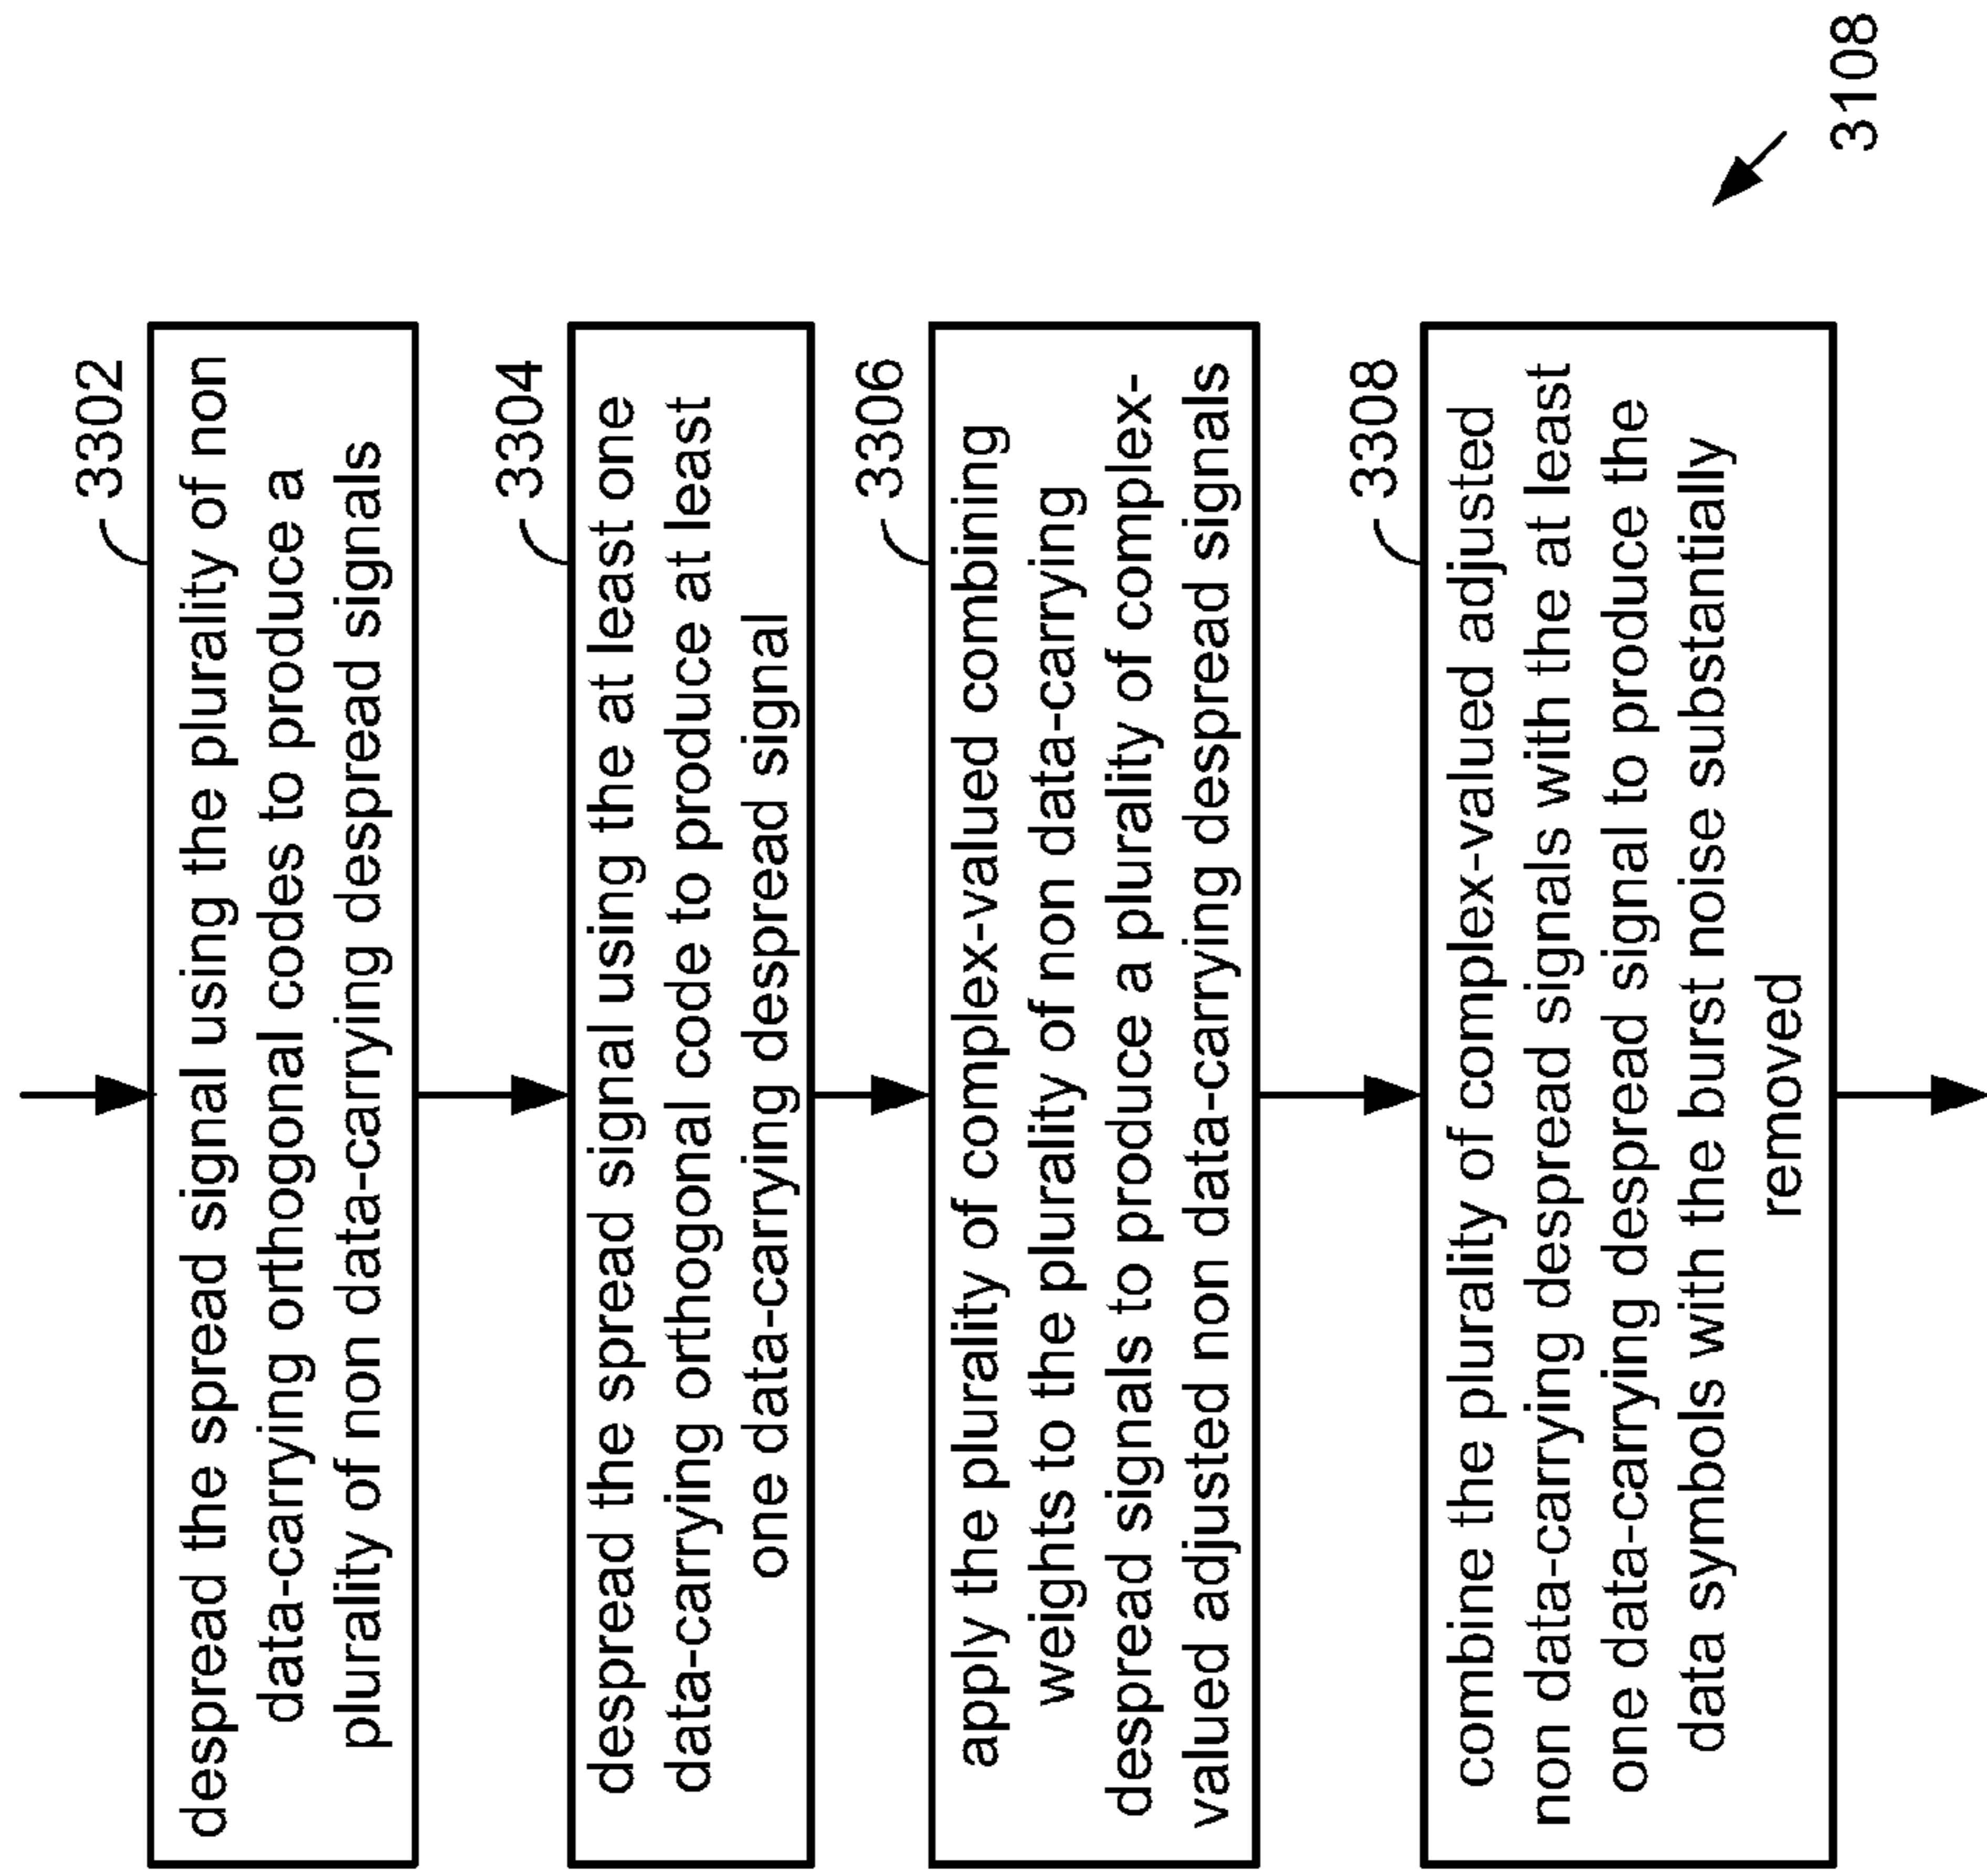 3302
despread the spread signal using the plurality of non
data-carrying orthogonal codes to produce a
plurality of non data-carrying despread signals
3304
despread the spread signal using the at least one
data-carrying orthogonal code to produce at least
one data-carrying despread signal
3306
apply the plurality of complex-valued combining
weights to the plurality of non data-carrying
despread signals to produce a plurality of complex-
valued adjusted non data-carrying despread signals
3308
combine the plurality of complex-valued adjusted
non data-carrying despread signals with the at least
one data-carrying despread signal to produce the
data symbols with the burst noise substantially
removed
3108